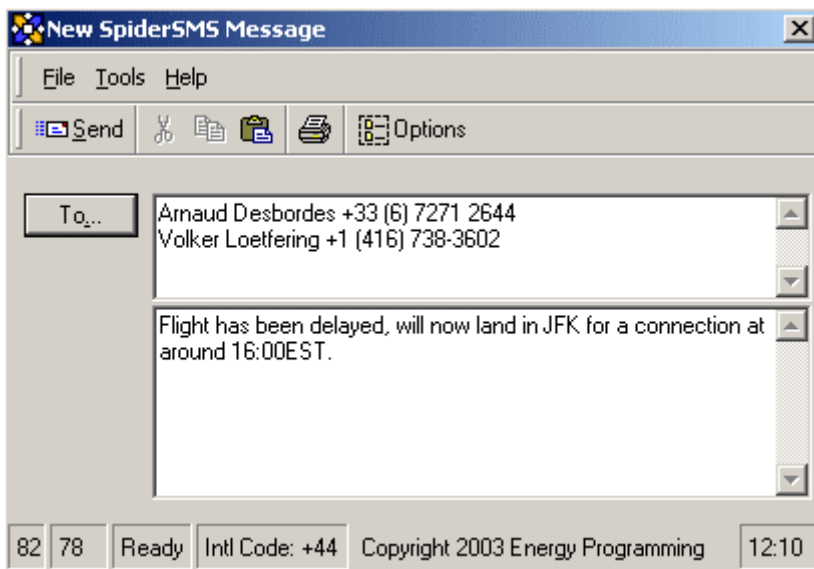 New SpiderSMS Message
File Tools Help
Send Options
To...
Arnaud Desbordes +33 (6) 7271 2644
Volker Loetfering +1 (416) 738-3602
Flight has been delayed, will now land in JFK for a connection at
around 16:00EST.
82 78 Ready Intl Code: +44 Copyright 2003 Energy Programming 12:10